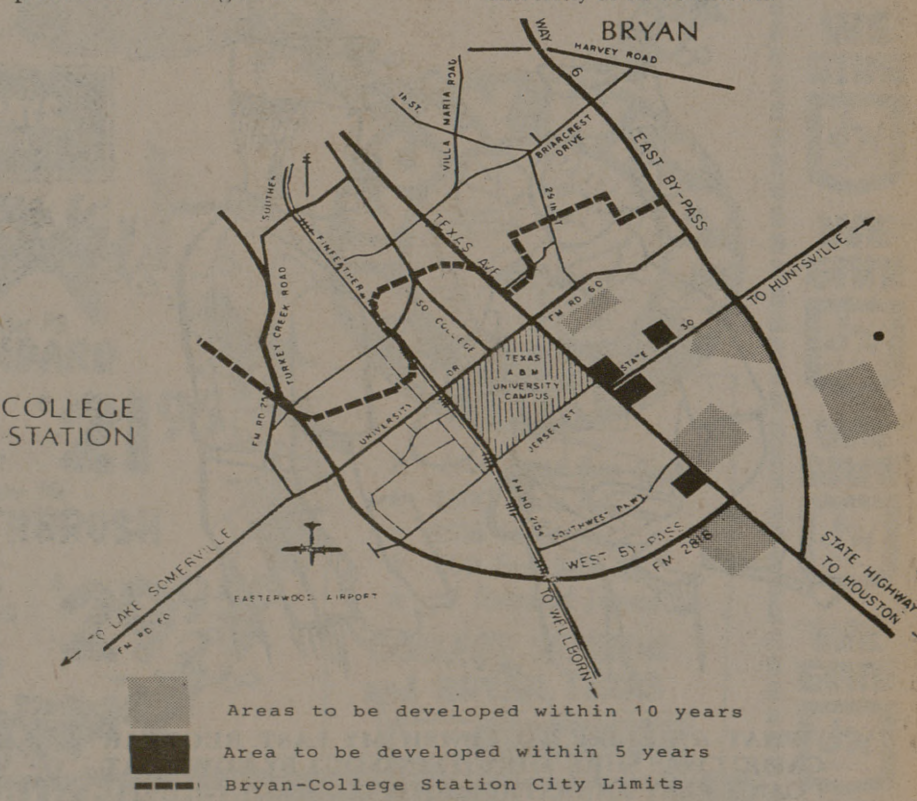 BRYAN
HARVEY ROAD
WAY 6
EAST BY-PASS
VILLA MARIA ROAD
BRIARCREST
DRIVE
TEXAS AVE
FINFEATHER
TURKEY CREEK ROAD
SO COLLEGE
FM RD 60
TO HUNTSVILLE
STATE 30
TEXAS
A & M
UNIVERSITY
CAMPUS
COLLEGE
STATION
UNIVERSITY DR
JERSEY ST
FM RD 2154
SOUTHWEST PKWY
WEST BY-PASS
FM 2818
STATE HIGHWAY
TO HOUSTON
TO LAKE SOMERVILLE
FM RD 60
EASTERWOOD AIRPORT
TO WELLBORN
Areas to be developed within 10 years
Area to be developed within 5 years
Bryan-College Station City Limits